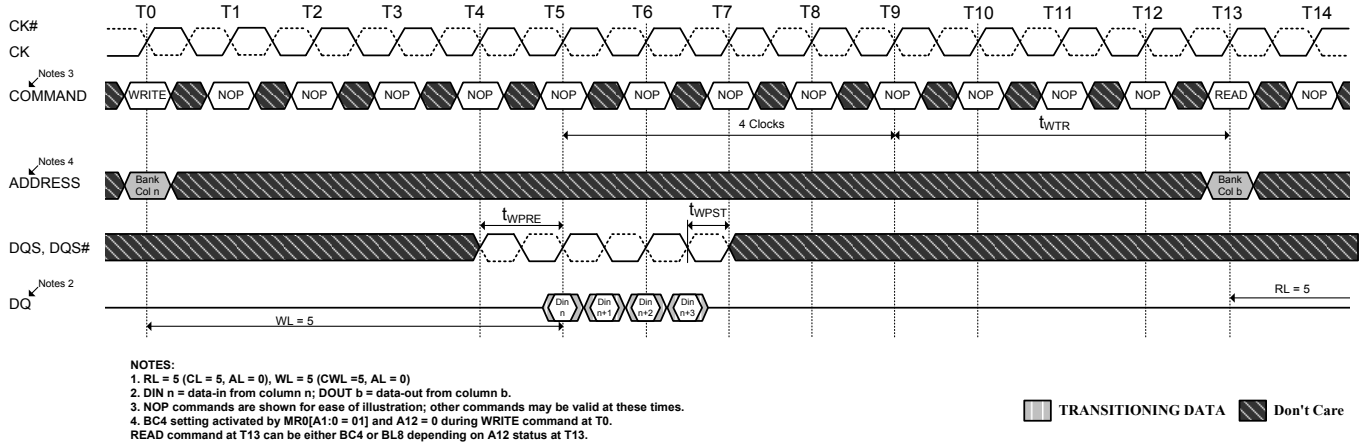 T0 T1 T2 T3 T4 T5 T6 T7 T8 T9 T10 T11 T12 T13 T14
CK#
CK
Notes 3
COMMAND
WRITE NOP NOP NOP NOP NOP NOP NOP NOP NOP NOP NOP NOP READ NOP
4 Clocks
tWTR
Notes 4
ADDRESS
Bank
Col n
Bank
Col b
tWPRE
tWPST
DQS, DQS#
Notes 2
DQ
Din
n
Din
n+1
Din
n+2
Din
n+3
RL = 5
WL = 5
NOTES:
1. RL = 5 (CL = 5, AL = 0), WL = 5 (CWL =5, AL = 0)
2. DIN n = data-in from column n; DOUT b = data-out from column b.
3. NOP commands are shown for ease of illustration; other commands may be valid at these times.
4. BC4 setting activated by MR0[A1:0 = 01] and A12 = 0 during WRITE command at T0.
READ command at T13 can be either BC4 or BL8 depending on A12 status at T13.
TRANSITIONING DATA
Don't Care